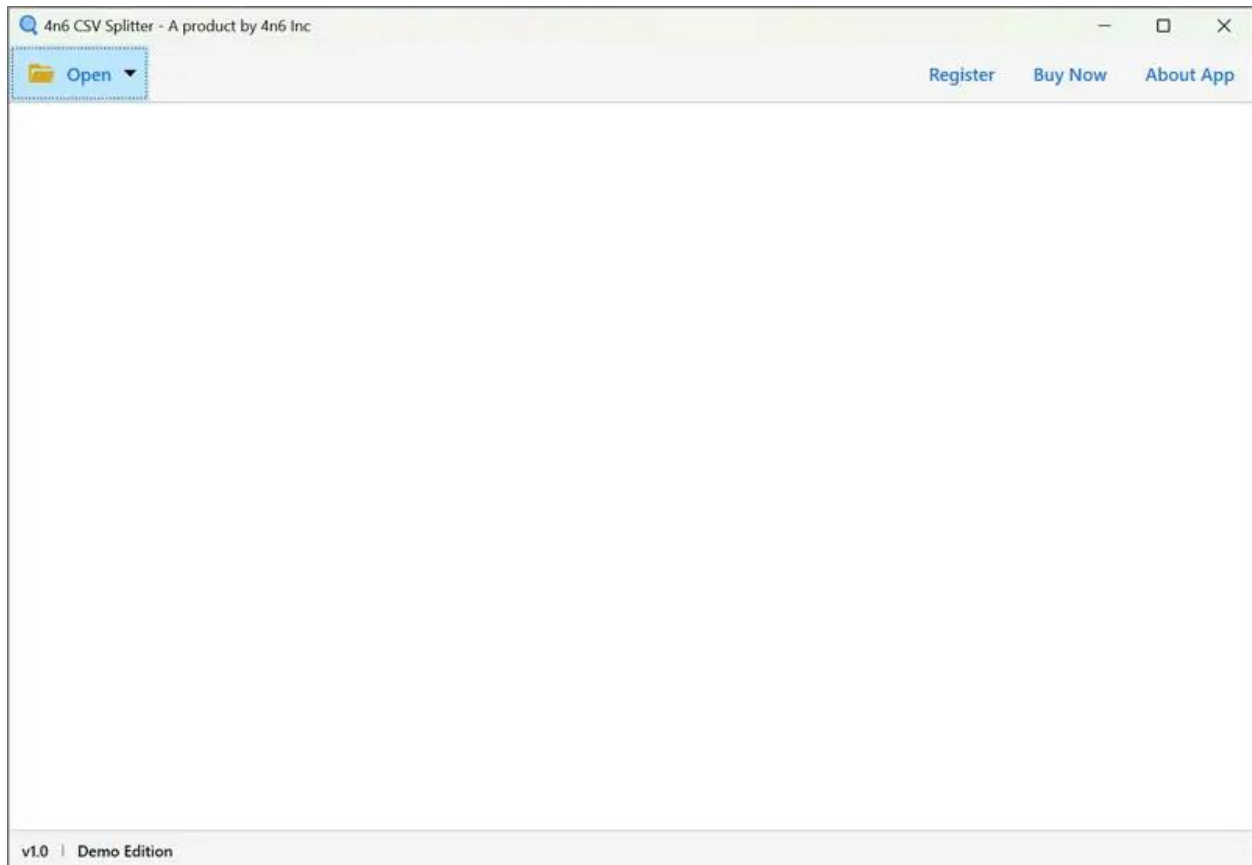 4n6 CSV Splitter - A product by 4n6 Inc
Open Register Buy Now About App
v1.0 | Demo Edition